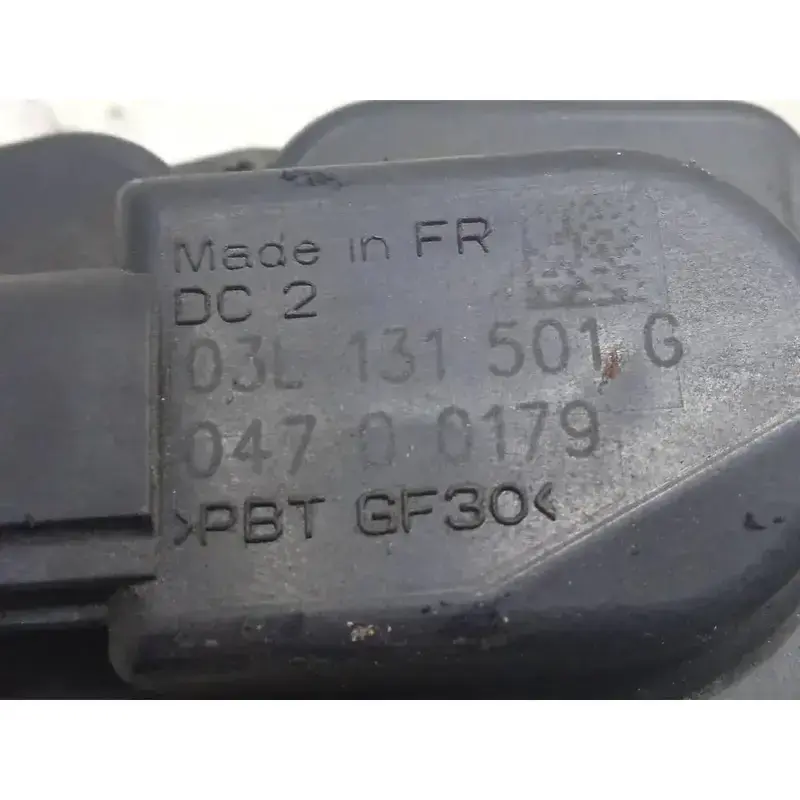 Made in FR
DC 2
03L 131 501 G
047 0 0179
>PBT GF30<